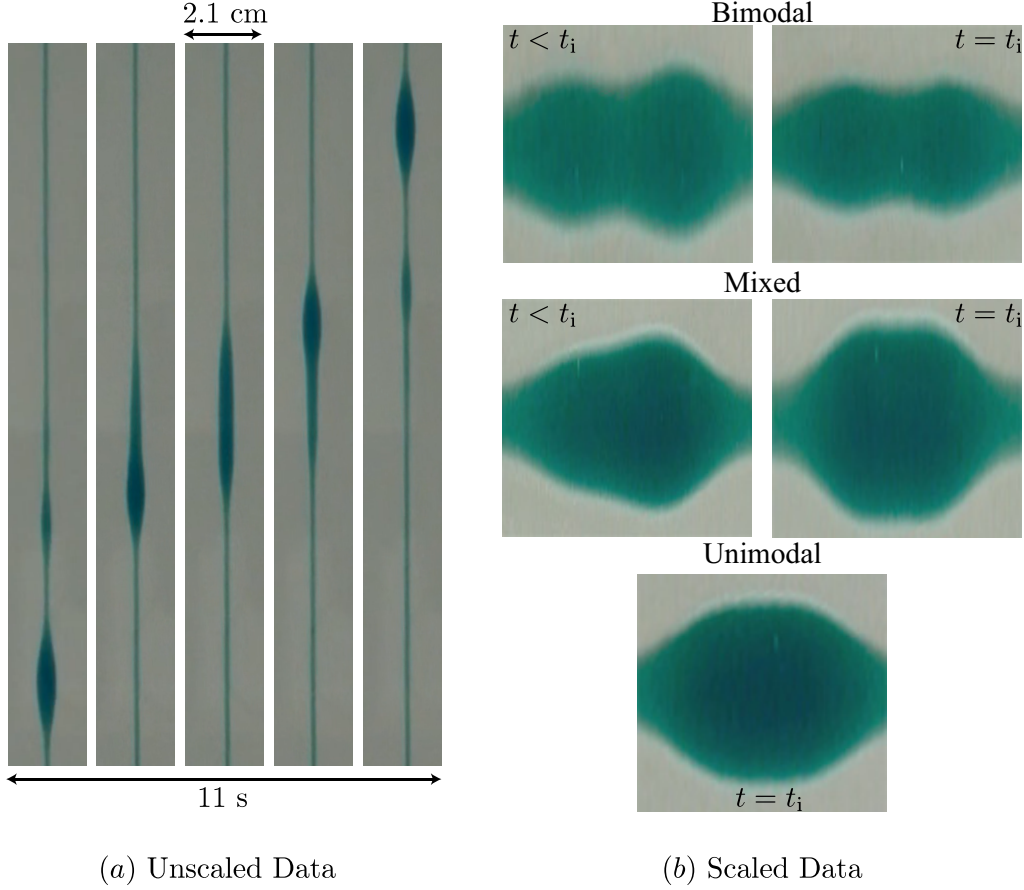 2.1 cm
11 s
(a) Unscaled Data
Bimodal
t < tᵢ
t = tᵢ
Mixed
t < tᵢ
t = tᵢ
Unimodal
t = tᵢ
(b) Scaled Data